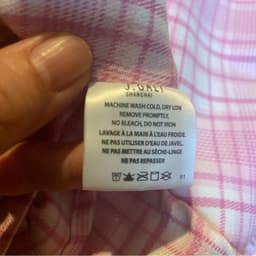 SHANGHAI
MACHINE WASH COLD, DRY LOW
REMOVE PROMPTLY,
NO BLEACH, DO NOT IRON
LAVAGE À LA MAIN À L'EAU FROIDE.
NE PAS UTILISER D'EAU DE JAVEL.
NE PAS METTRE AU SÈCHE-LINGE
NE PAS REPASSER